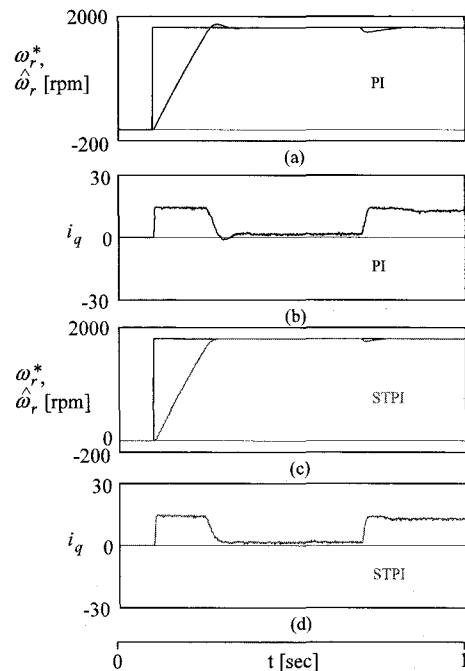 2000
ω_r^*,
ω̂_r [rpm]
PI
-200
(a)
30
i_q
0
PI
-30
(b)
2000
ω_r^*,
ω̂_r [rpm]
STPI
0
-200
(c)
30
i_q
0
STPI
-30
(d)
0
t [sec]
1